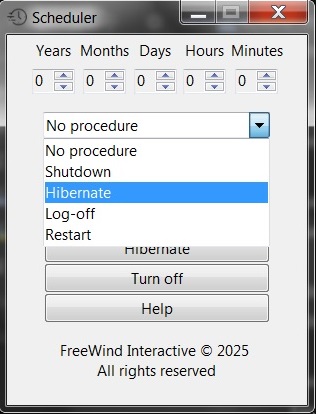 Scheduler
Years Months Days Hours Minutes
0 0 0 0 0
No procedure
No procedure
Shutdown
Hibernate
Log-off
Restart
Hibernate
Turn off
Help
FreeWind Interactive © 2025
All rights reserved